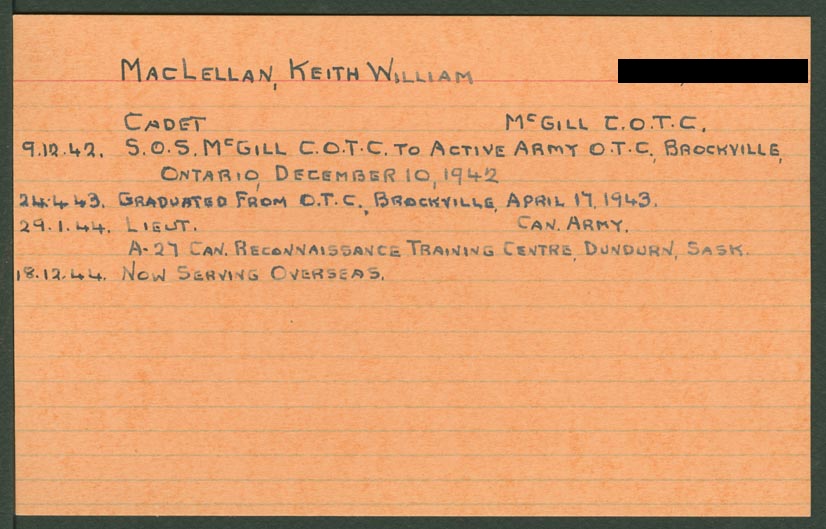 MacLellan, Keith William
Cadet McGill C.O.T.C.
9.12.42. S.O.S. McGill C.O.T.C. to Active Army O.T.C., Brockville,
Ontario, December 10, 1942
24.4.43. Graduated From O.T.C., Brockville, April 17, 1943.
29.1.44. Lieut. Can. Army.
A-27 Can. Reconnaissance Training Centre, Dundurn, Sask.
18.12.44. Now Serving Overseas.